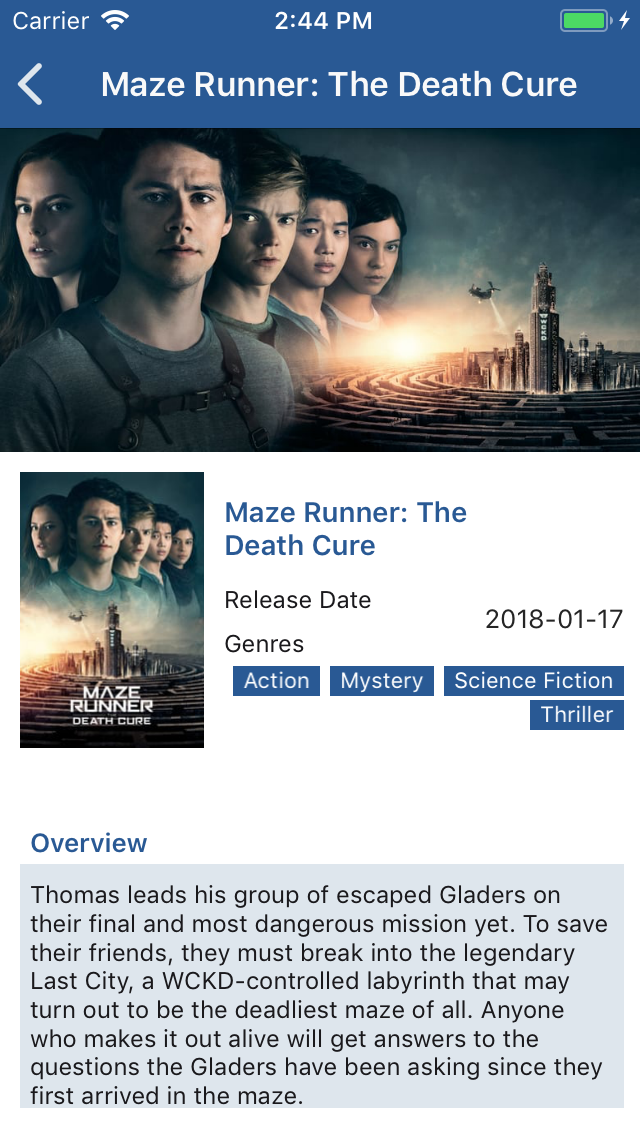 Carrier 2:44 PM
Maze Runner: The Death Cure
Maze Runner: The
Death Cure
Release Date
2018-01-17
Genres
Action Mystery Science Fiction
Thriller
MAZE
RUNNER
DEATH CURE
Overview
Thomas leads his group of escaped Gladers on
their final and most dangerous mission yet. To save
their friends, they must break into the legendary
Last City, a WCKD-controlled labyrinth that may
turn out to be the deadliest maze of all. Anyone
who makes it out alive will get answers to the
questions the Gladers have been asking since they
first arrived in the maze.